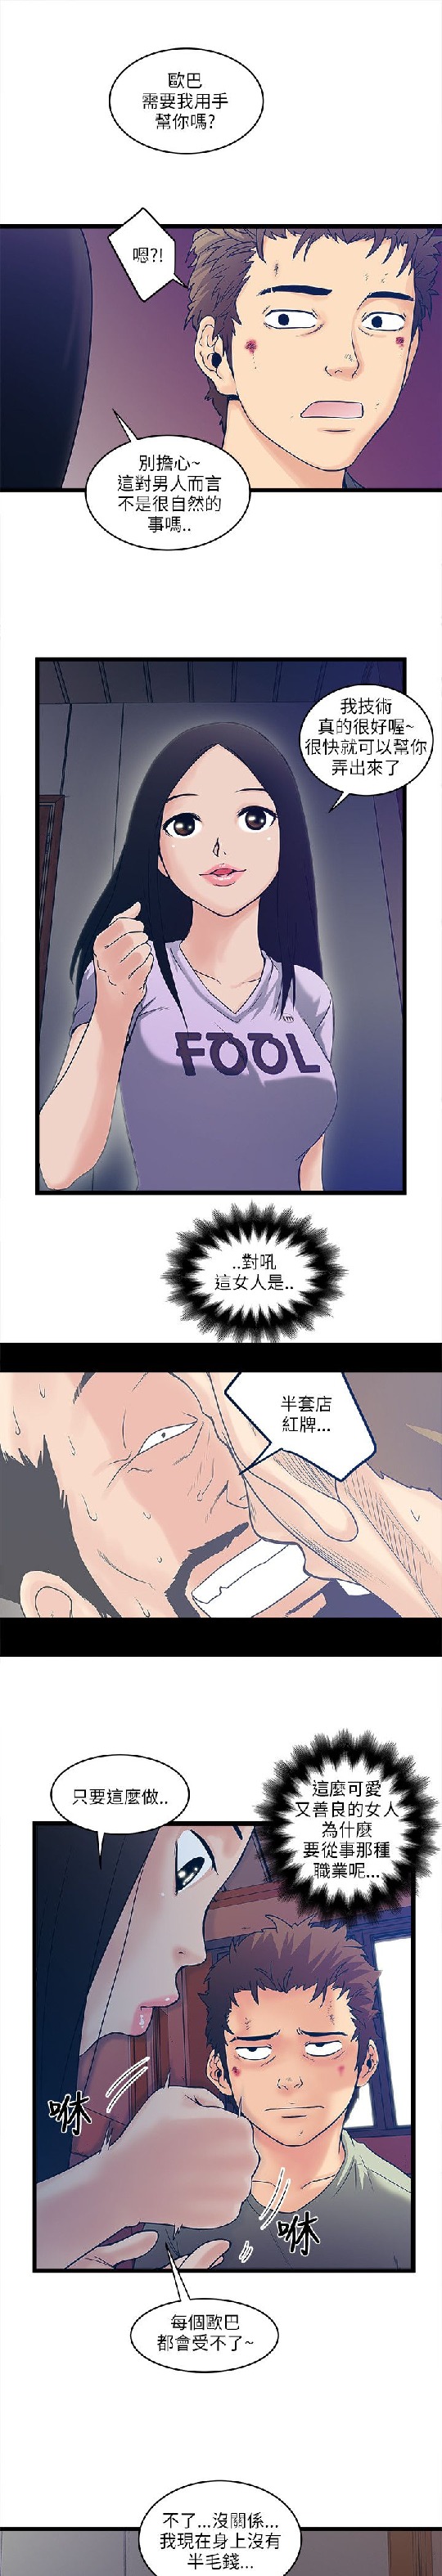 歐巴
需要我用手
幫你嗎?
嗯?!
別擔心~
這對男人而言
不是很自然的
事嗎..
我技術
真的很好喔~
很快就可以幫你
弄出來了
FOOL
..對吼
這女人是..
半套店
紅牌...
只要這麼做..
這麼可愛
又善良的女人
為什麼
要從事那種
職業呢...
咻
咻
每個歐巴
都會受不了~
不了...沒關係...
我現在身上沒有
半毛錢...